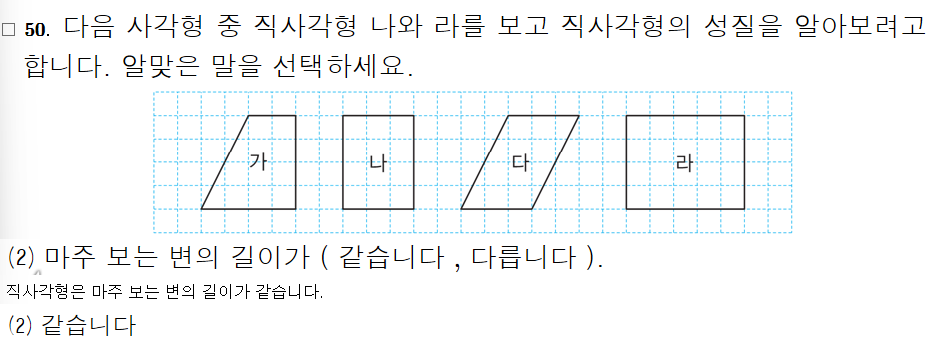 □ 50. 다음 사각형 중 직사각형 나와 라를 보고 직사각형의 성질을 알아보려고
합니다. 알맞은 말을 선택하세요.
가 나 다 라
(2) 마주 보는 변의 길이가 ( 같습니다 , 다릅니다 ).
직사각형은 마주 보는 변의 길이가 같습니다.
(2) 같습니다